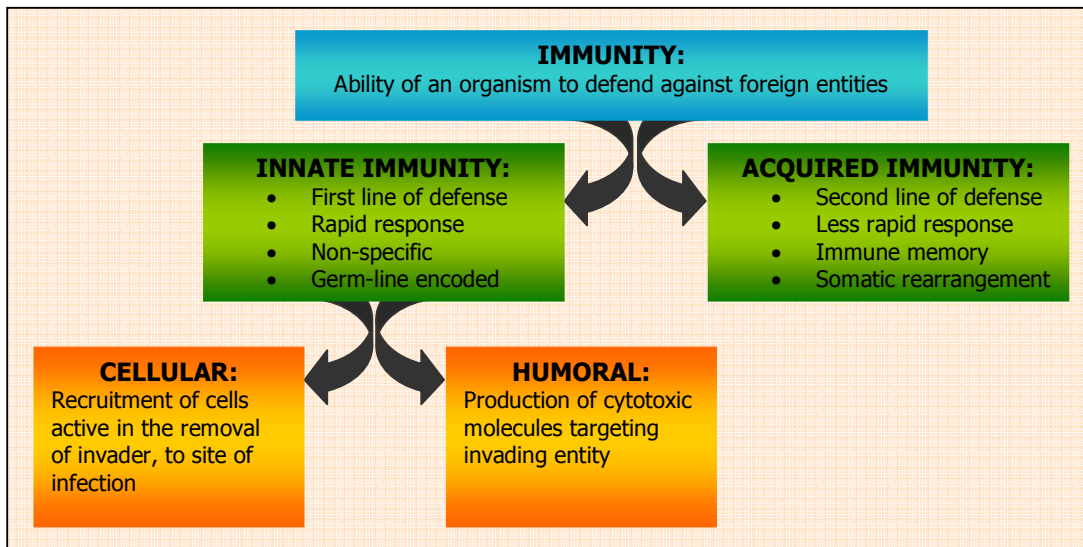 IMMUNITY:
Ability of an organism to defend against foreign entities
INNATE IMMUNITY:
• First line of defense
• Rapid response
• Non-specific
• Germ-line encoded
ACQUIRED IMMUNITY:
• Second line of defense
• Less rapid response
• Immune memory
• Somatic rearrangement
CELLULAR:
Recruitment of cells
active in the removal
of invader, to site of
infection
HUMORAL:
Production of cytotoxic
molecules targeting
invading entity